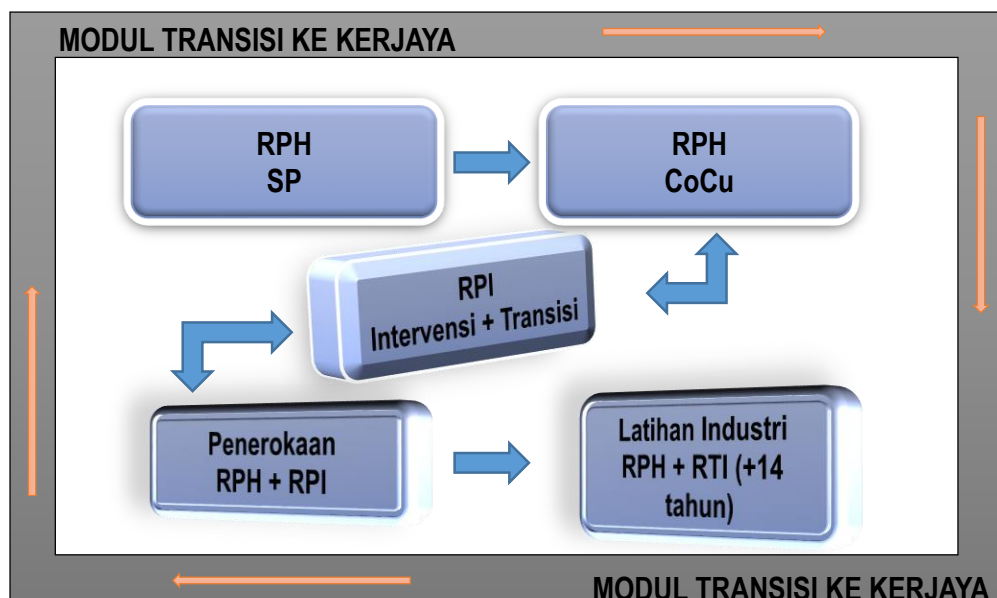 MODUL TRANSISI KE KERJAYA
RPH
SP
RPH
CoCu
RPI
Intervensi + Transisi
Penerokaan
RPH + RPI
Latihan Industri
RPH + RTI (+14
tahun)
MODUL TRANSISI KE KERJAYA